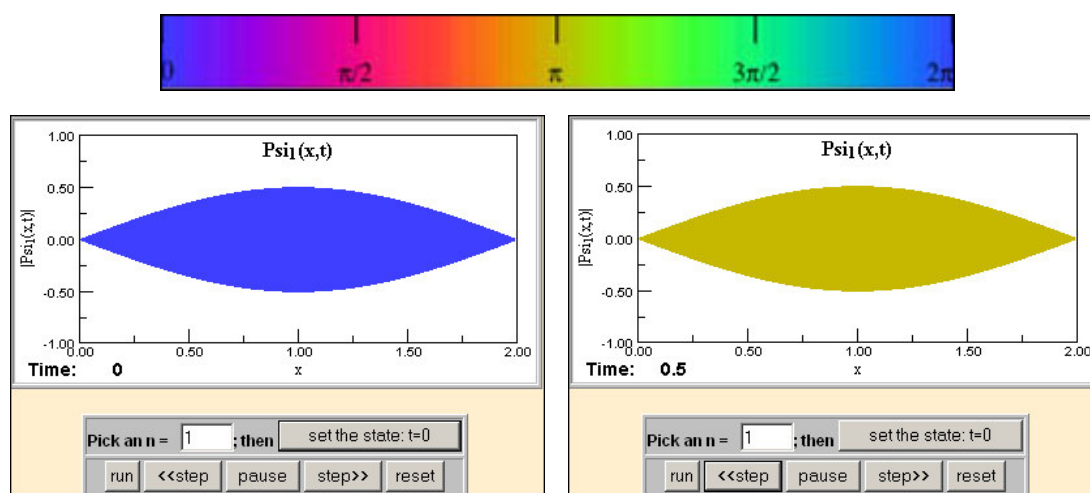 0 π/2 π 3π/2 2π
Psi1(x,t)
|Psi1(x,t)|
1.00
0.50
0.00
-0.50
-1.00
0.00 0.50 1.00 1.50 2.00
x
Time: 0
Pick an n = 1 ; then set the state: t=0
run <<step pause step>> reset
Psi1(x,t)
|Psi1(x,t)|
1.00
0.50
0.00
-0.50
-1.00
0.00 0.50 1.00 1.50 2.00
x
Time: 0.5
Pick an n = 1 ; then set the state: t=0
run <<step pause step>> reset